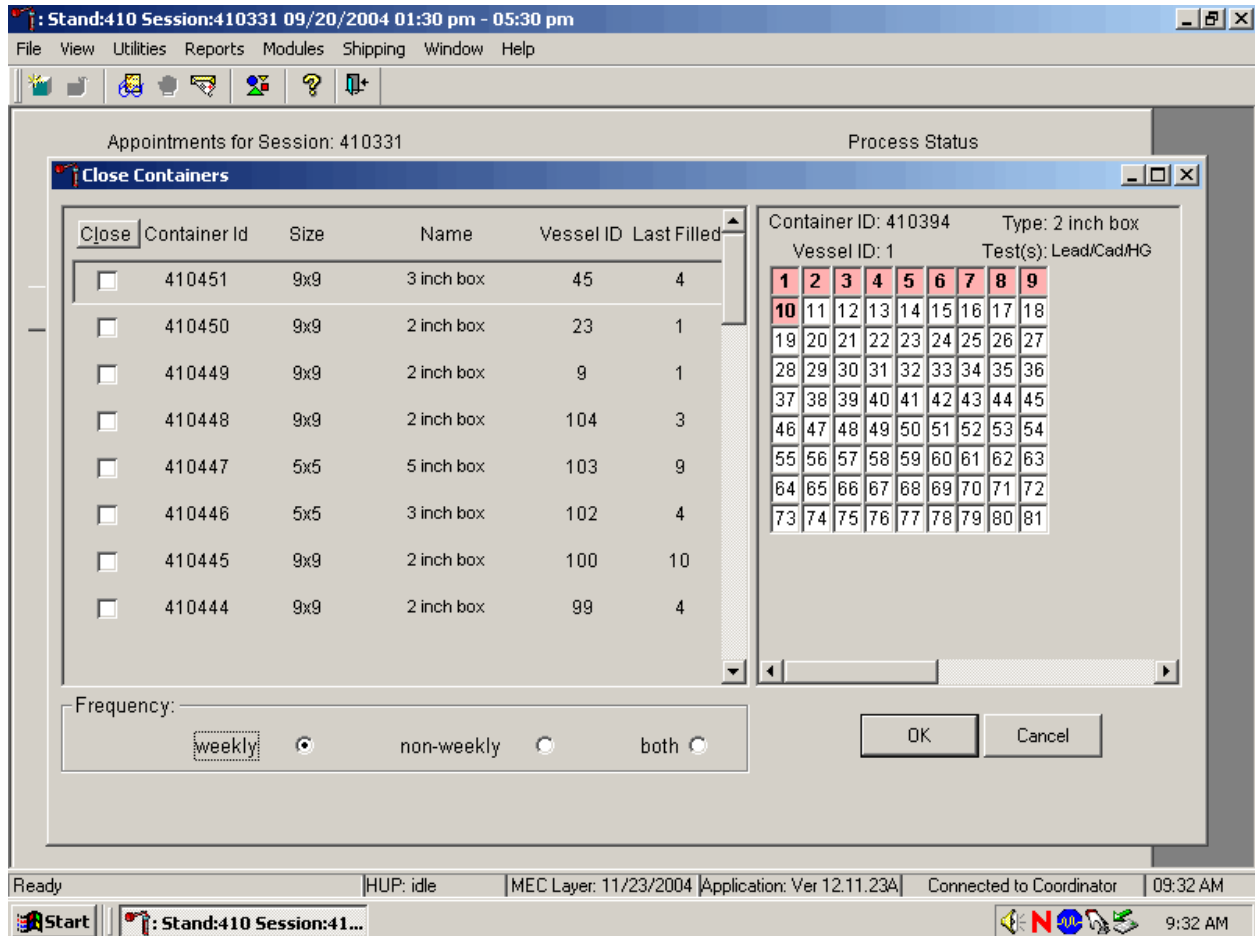 : Stand:410 Session:410331 09/20/2004 01:30 pm - 05:30 pm
File View Utilities Reports Modules Shipping Window Help
Appointments for Session: 410331 Process Status
Close Containers
Close Container Id Size Name Vessel ID Last Filled
410451 9x9 3 inch box 45 4
410450 9x9 2 inch box 23 1
410449 9x9 2 inch box 9 1
410448 9x9 2 inch box 104 3
410447 5x5 5 inch box 103 9
410446 5x5 3 inch box 102 4
410445 9x9 2 inch box 100 10
410444 9x9 2 inch box 99 4
Container ID: 410394 Type: 2 inch box
Vessel ID: 1 Test(s): Lead/Cad/HG
1 2 3 4 5 6 7 8 9
10 11 12 13 14 15 16 17 18
19 20 21 22 23 24 25 26 27
28 29 30 31 32 33 34 35 36
37 38 39 40 41 42 43 44 45
46 47 48 49 50 51 52 53 54
55 56 57 58 59 60 61 62 63
64 65 66 67 68 69 70 71 72
73 74 75 76 77 78 79 80 81
Frequency:
weekly non-weekly both
OK Cancel
Ready HUP: idle MEC Layer: 11/23/2004 Application: Ver 12.11.23A Connected to Coordinator 09:32 AM
Start : Stand:410 Session:41... N 9:32 AM